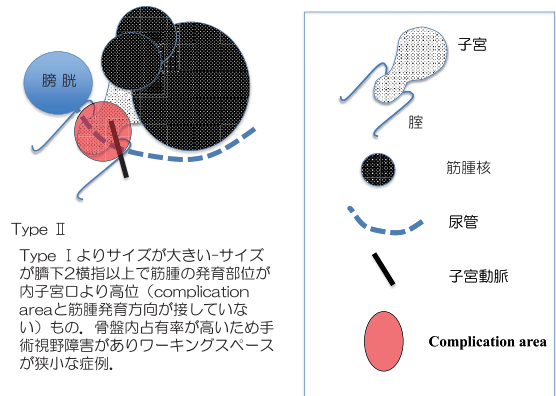 膀 胱
Type Ⅱ
Type Ⅰよりサイズが大きい-サイズ
が臍下2横指以上で筋腫の発育部位が
内子宮口より高位（complication
areaと筋腫発育方向が接していな
い）もの．骨盤内占有率が高いため手
術視野障害がありワーキングスペース
が狭小な症例．
子宮
腟
筋腫核
尿管
子宮動脈
Complication area